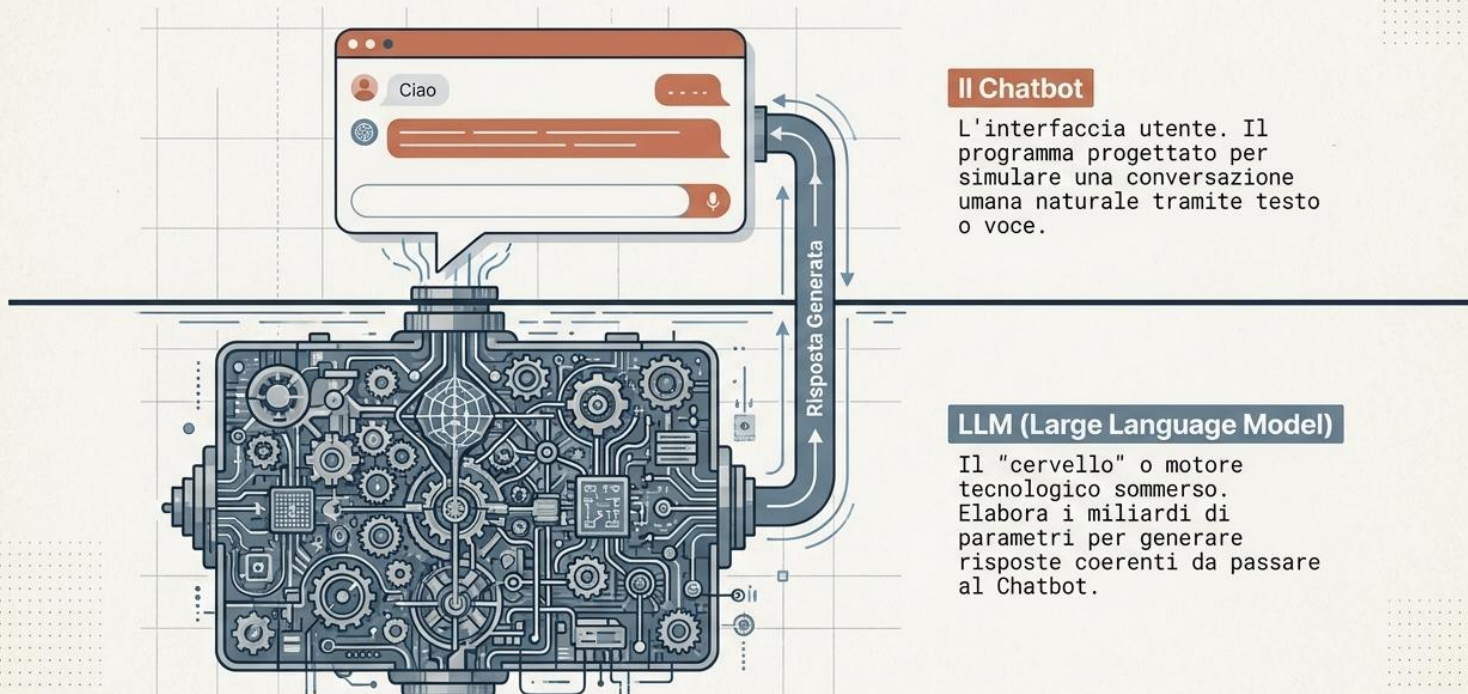 Ciao
Il Chatbot
L'interfaccia utente. Il
programma progettato per
simulare una conversazione
umana naturale tramite testo
o voce.
Risposta Generata
LLM (Large Language Model)
Il "cervello" o motore
tecnologico sommerso.
Elabora i miliardi di
parametri per generare
risposte coerenti da passare
al Chatbot.